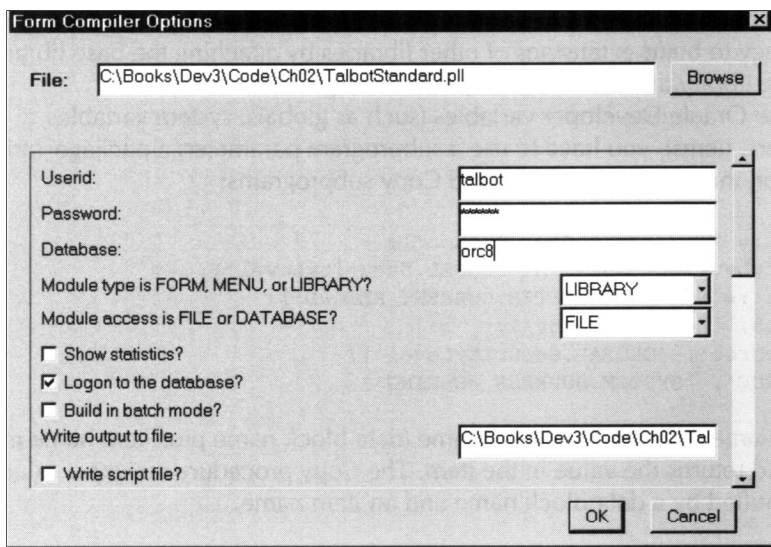 Form Compiler Options
File: C:\Books\Dev3\Code\Ch02\TalbotStandard.pll Browse
Userid: talbot
Password: ******
Database: orc8
Module type is FORM, MENU, or LIBRARY? LIBRARY
Module access is FILE or DATABASE? FILE
Show statistics?
Logon to the database?
Build in batch mode?
Write output to file: C:\Books\Dev3\Code\Ch02\Tal
Write script file?
OK Cancel